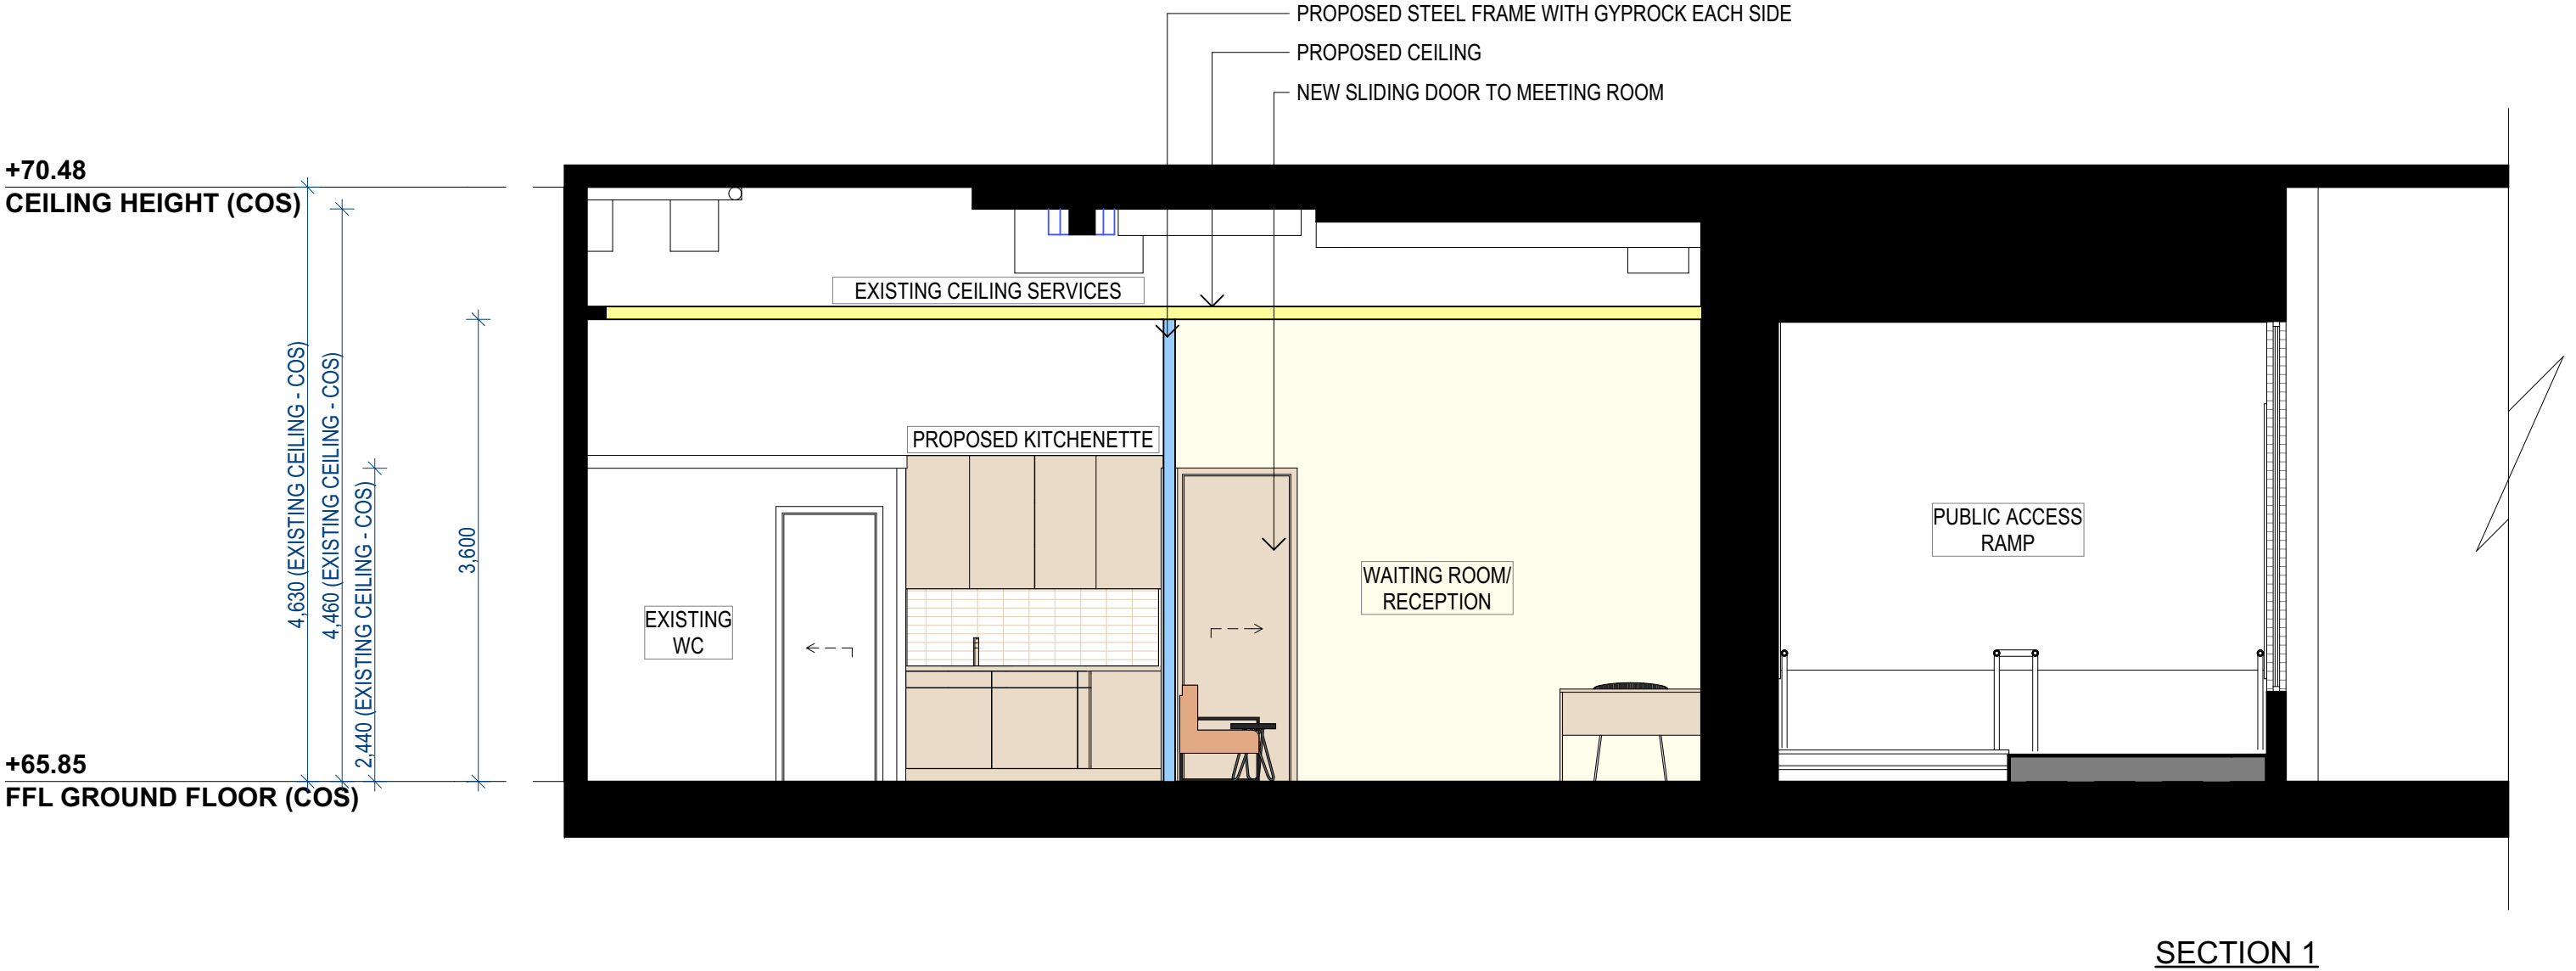 PROPOSED STEEL FRAME WITH GYPROCK EACH SIDE
PROPOSED CEILING
NEW SLIDING DOOR TO MEETING ROOM
+70.48
CEILING HEIGHT (COS)
4,630 (EXISTING CEILING - COS)
4,460 (EXISTING CEILING - COS)
2,440 (EXISTING CEILING - COS)
3,600
EXISTING CEILING SERVICES
PROPOSED KITCHENETTE
EXISTING
WC
WAITING ROOM/
RECEPTION
PUBLIC ACCESS
RAMP
+65.85
FFL GROUND FLOOR (COS)
SECTION 1